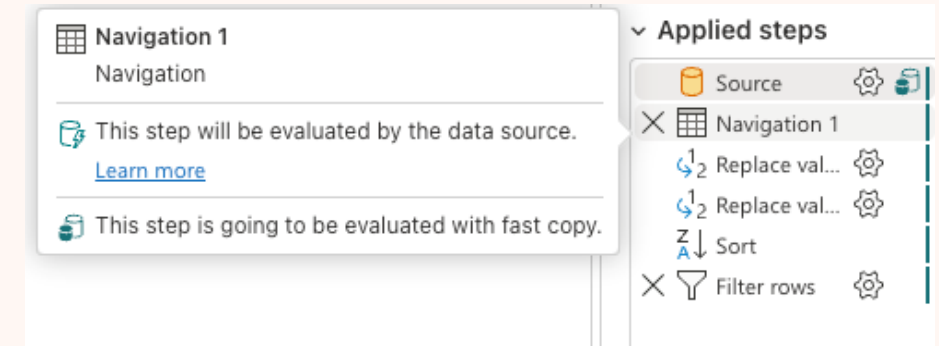 Navigation 1
Navigation
This step will be evaluated by the data source.
Learn more
This step is going to be evaluated with fast copy.
Applied steps
Source
Navigation 1
Replace val...
Replace val...
Sort
Filter rows